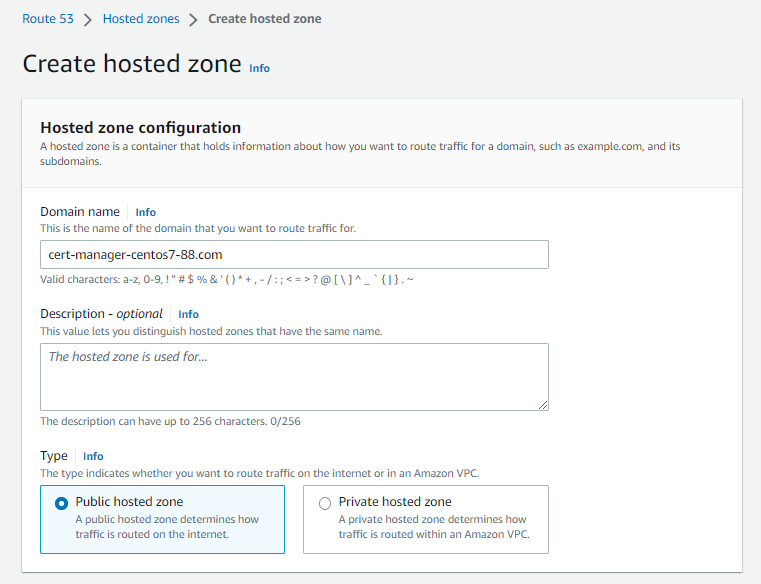 Route 53 > Hosted zones > Create hosted zone
Create hosted zone Info
Hosted zone configuration
A hosted zone is a container that holds information about how you want to route traffic for a domain, such as example.com, and its
subdomains.
Domain name Info
This is the name of the domain that you want to route traffic for.
cert-manager-centos7-88.com
Valid characters: a-z, 0-9, ! " # $ % & ' ( ) * + , - / : ; < = > ? @ [ \ ] ^ _ ` { | } . ~
Description - optional Info
This value lets you distinguish hosted zones that have the same name.
The hosted zone is used for...
The description can have up to 256 characters. 0/256
Type Info
The type indicates whether you want to route traffic on the internet or in an Amazon VPC.
Public hosted zone
A public hosted zone determines how
traffic is routed on the internet.
Private hosted zone
A private hosted zone determines how
traffic is routed within an Amazon VPC.